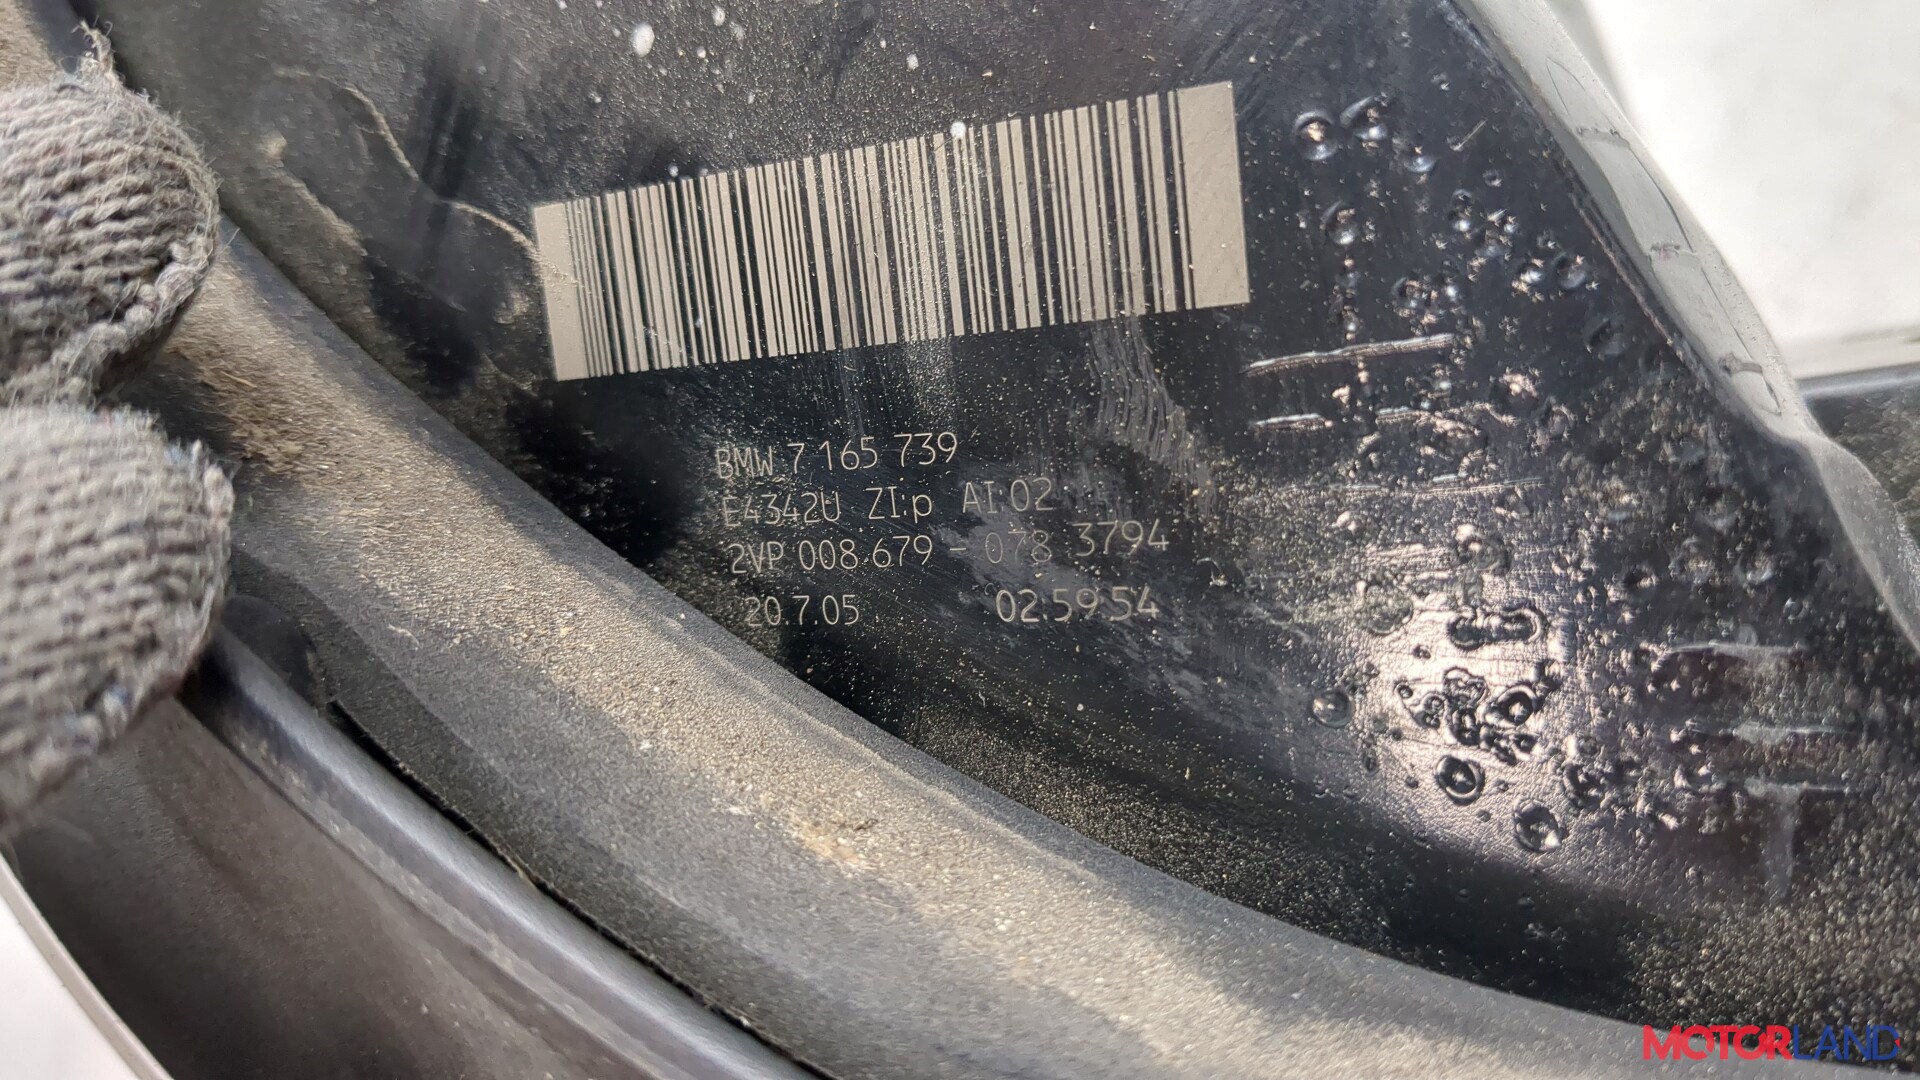 BMW 7 165 739
E4342U ZI:p AI:02
2VP 008 679 - 078 3794
20.7.05 02:59:54
MOTORLAND